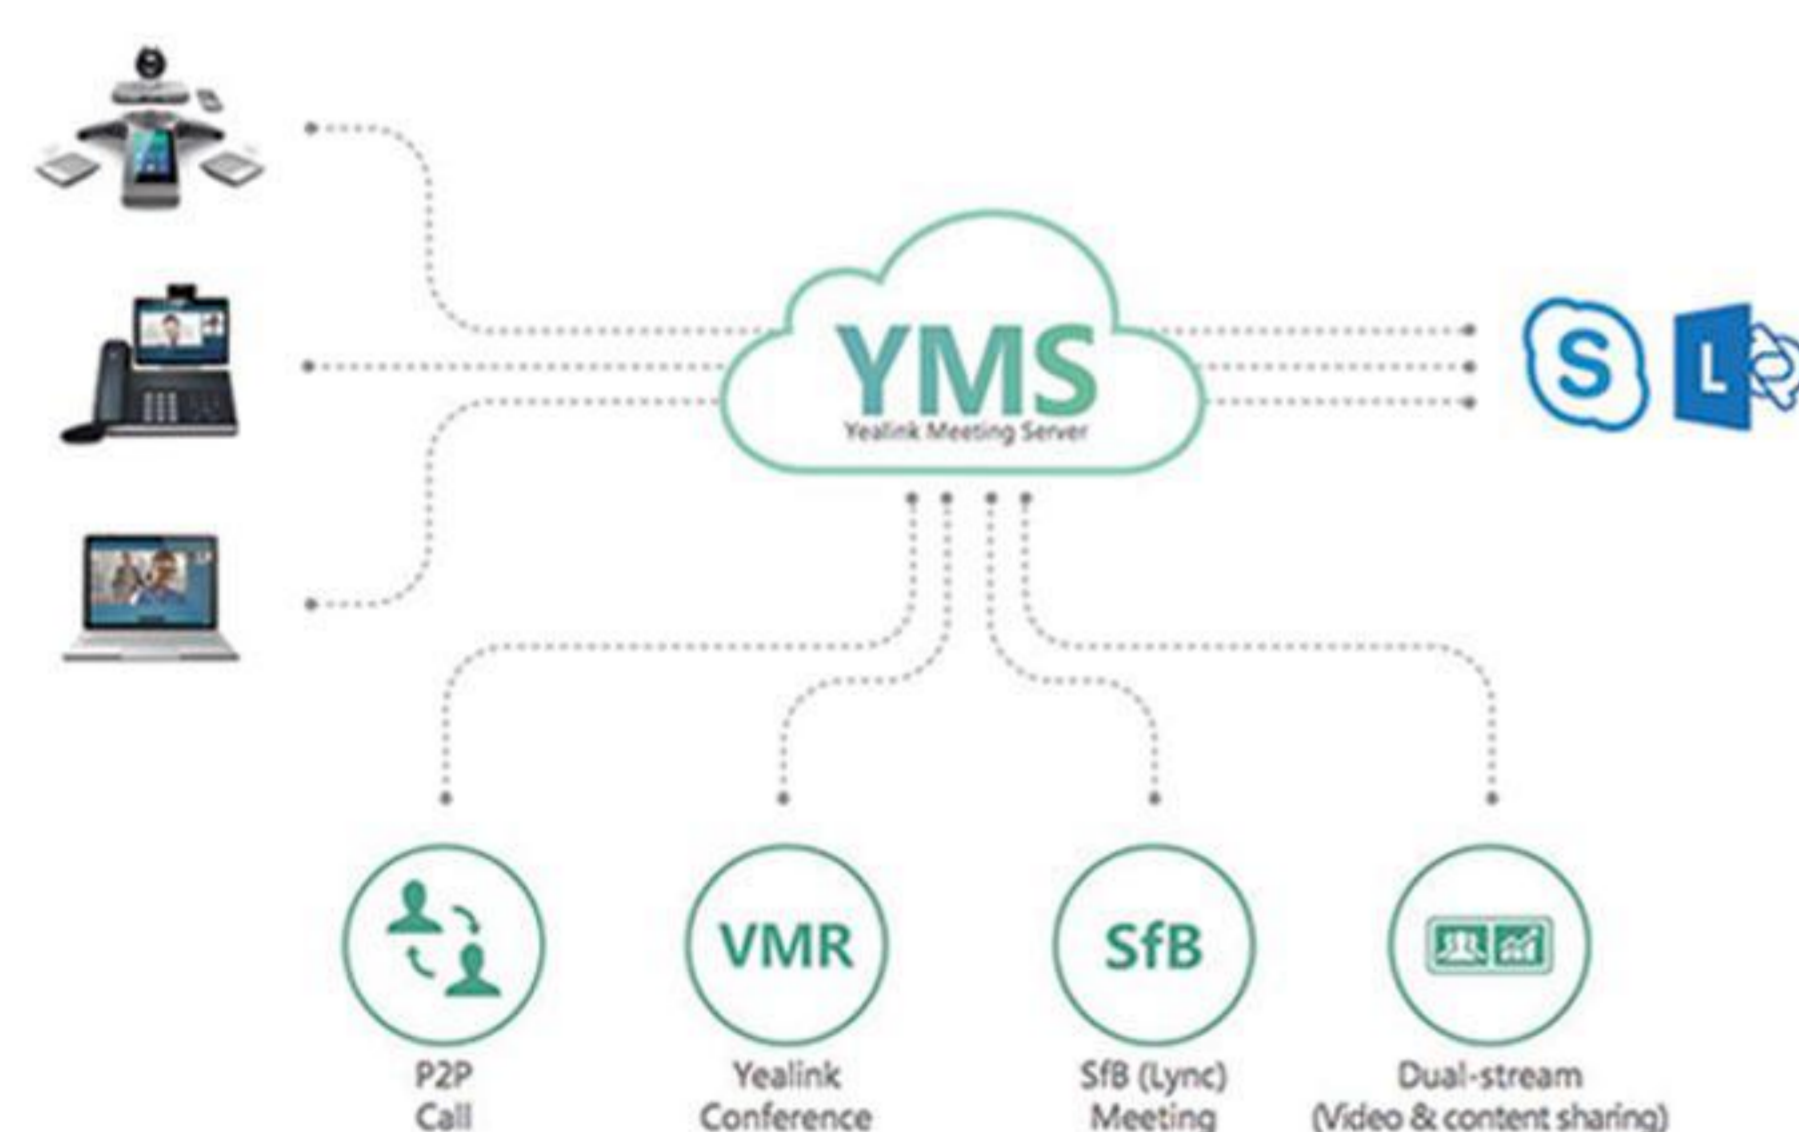 YMS
Yealink Meeting Server
S
L
VMR
SfB
P2P
Call
Yealink
Conference
SfB (Lync)
Meeting
Dual-stream
(Video & content sharing)